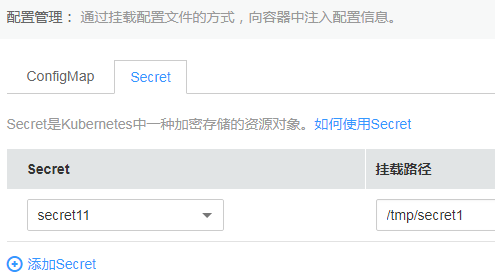 配置管理： 通过挂载配置文件的方式，向容器中注入配置信息。
ConfigMap Secret
Secret是Kubernetes中一种加密存储的资源对象。如何使用Secret
Secret 挂载路径
secret11 /tmp/secret1
添加Secret